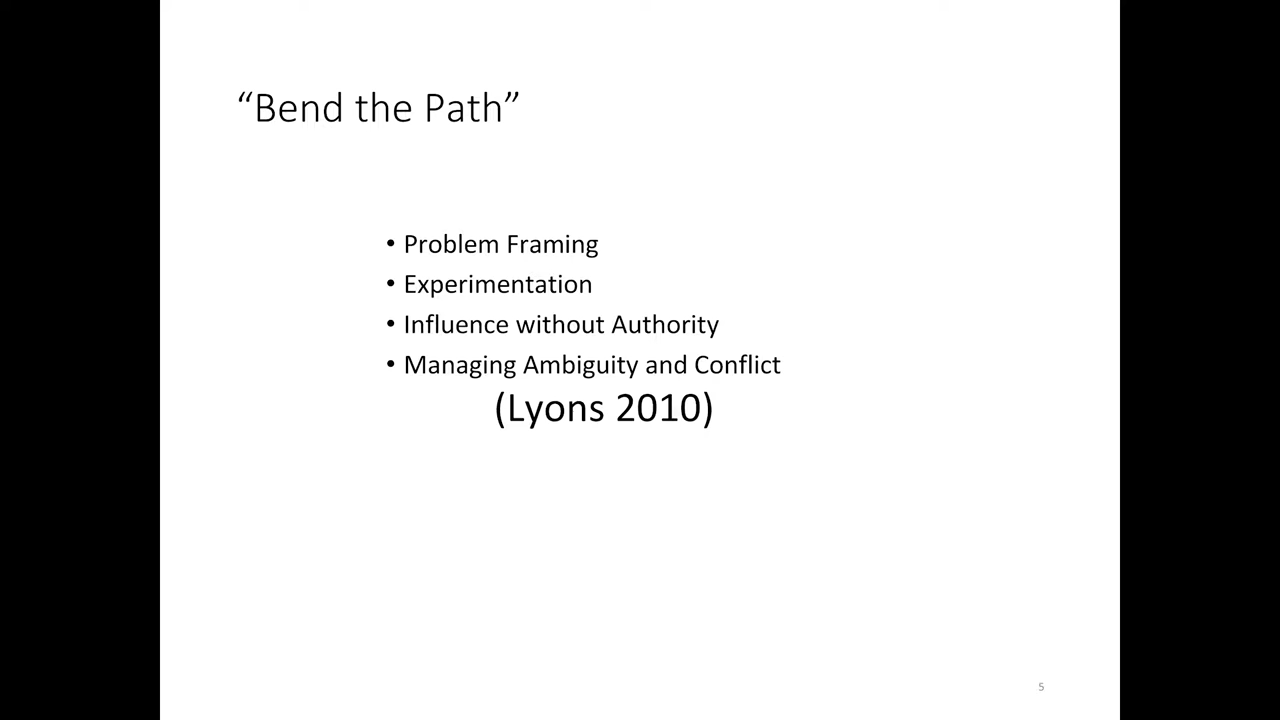 “Bend the Path”
• Problem Framing
• Experimentation
• Influence without Authority
• Managing Ambiguity and Conflict
(Lyons 2010)
5